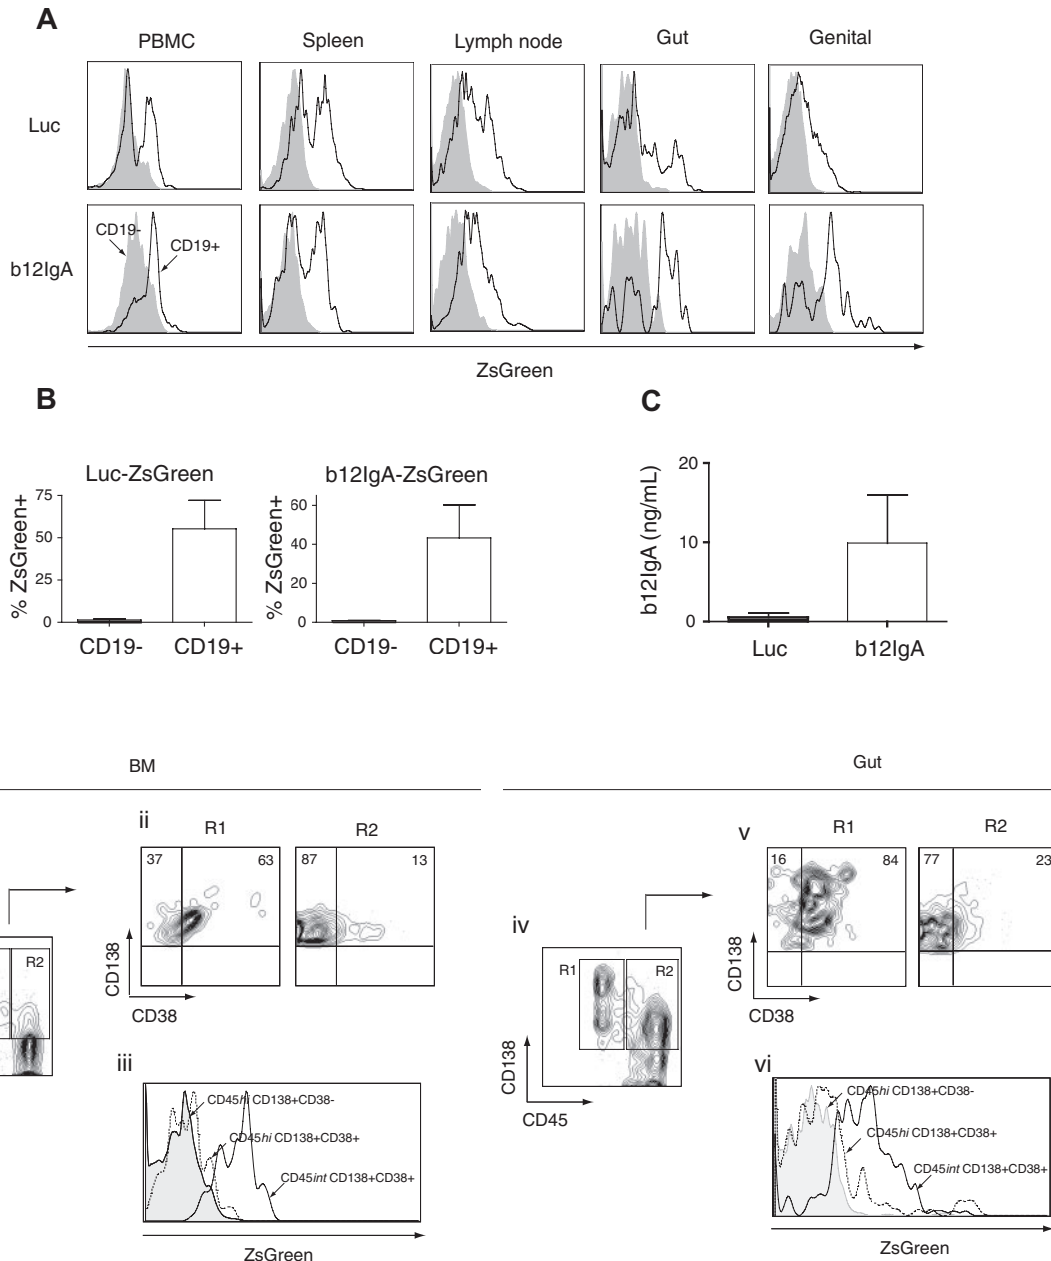 A
PBMC Spleen Lymph node Gut Genital
Luc
b12IgA
CD19-
CD19+
ZsGreen
B
Luc-ZsGreen
% ZsGreen+
75
50
25
0
CD19- CD19+
b12IgA-ZsGreen
% ZsGreen+
60
40
20
0
CD19- CD19+
C
b12IgA (ng/mL)
20
10
0
Luc b12IgA
BM
R2
ii
R1 R2
37 63
87 13
CD138
CD38
iii
CD45hi CD138+CD38-
CD45hi CD138+CD38+
CD45int CD138+CD38+
ZsGreen
Gut
iv
R1 R2
CD138
CD45
v
R1 R2
16 84
77 23
CD138
CD38
vi
CD45hi CD138+CD38-
CD45hi CD138+CD38+
CD45int CD138+CD38+
ZsGreen